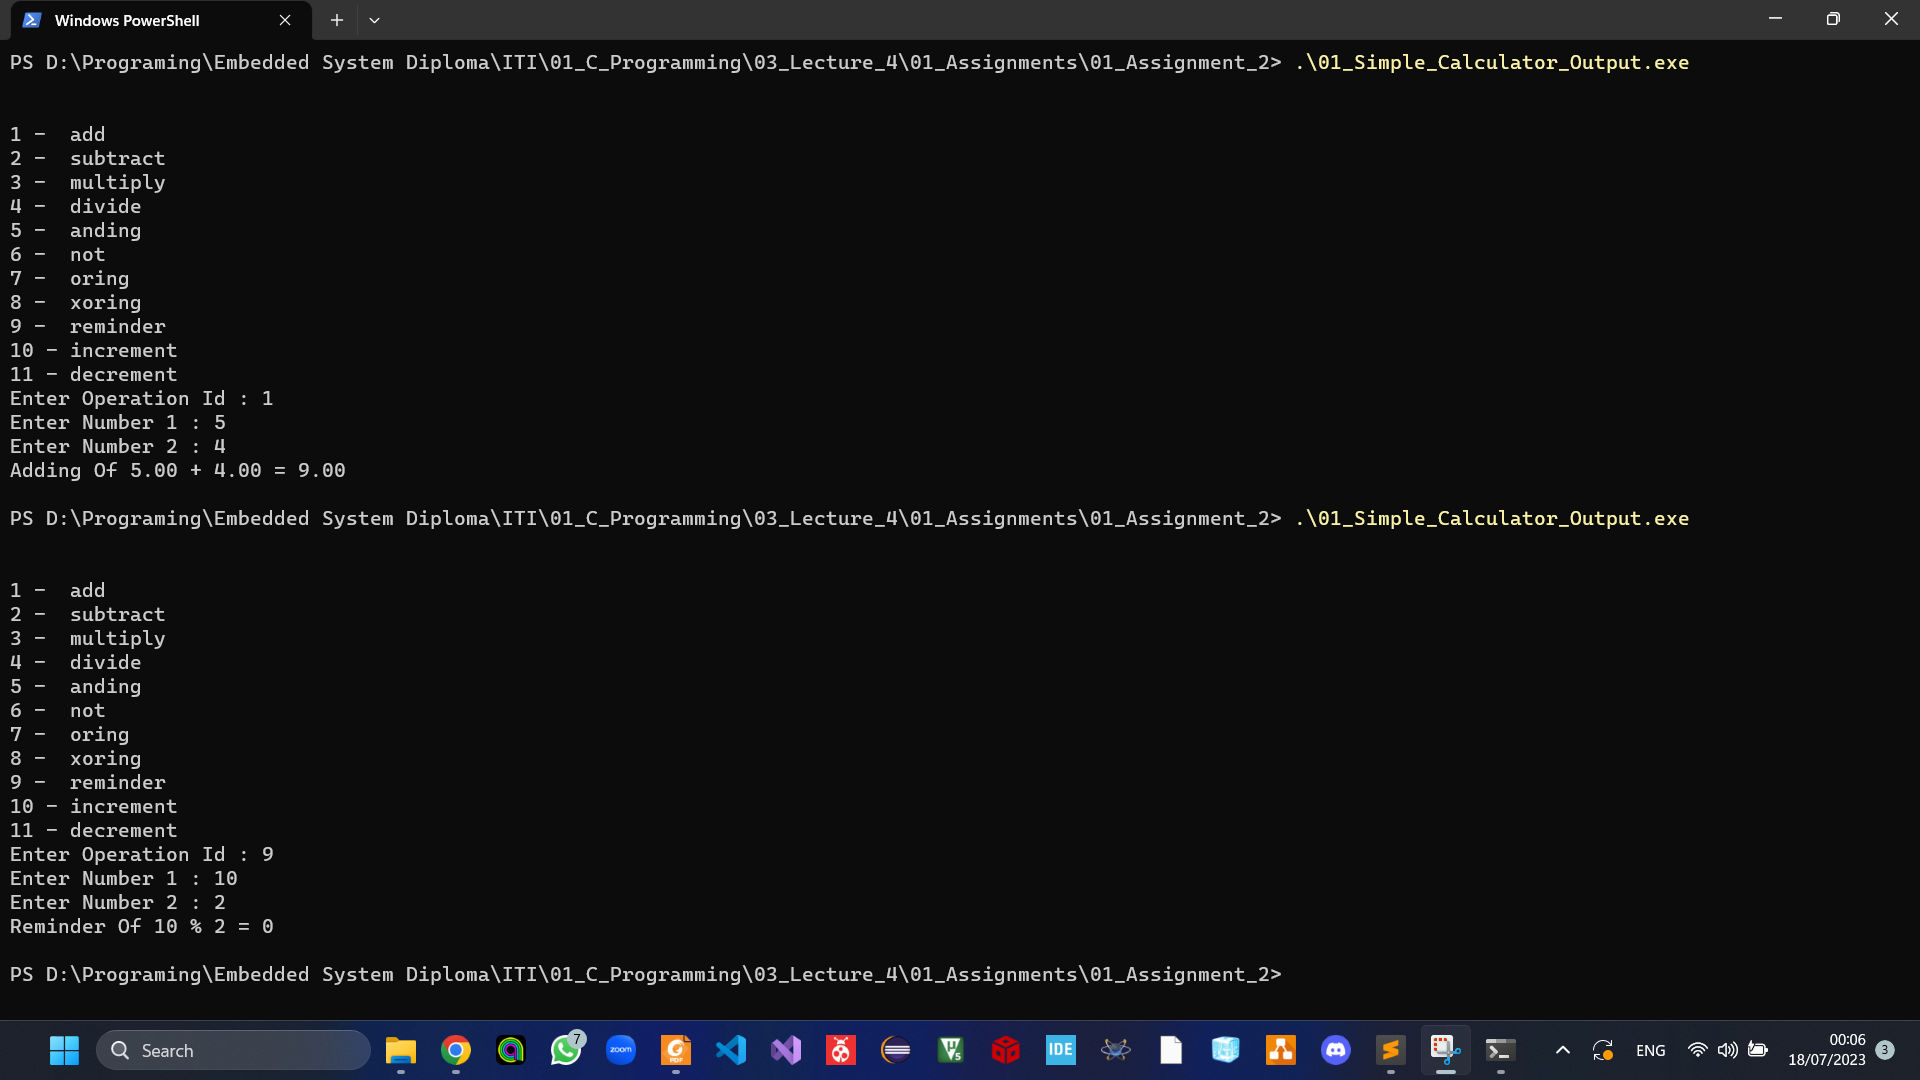 Windows PowerShell
PS D:\Programing\Embedded System Diploma\ITI\01_C_Programming\03_Lecture_4\01_Assignments\01_Assignment_2> .\01_Simple_Calculator_Output.exe
1 -  add
2 -  subtract
3 -  multiply
4 -  divide
5 -  anding
6 -  not
7 -  oring
8 -  xoring
9 -  reminder
10 - increment
11 - decrement
Enter Operation Id : 1
Enter Number 1 : 5
Enter Number 2 : 4
Adding Of 5.00 + 4.00 = 9.00
PS D:\Programing\Embedded System Diploma\ITI\01_C_Programming\03_Lecture_4\01_Assignments\01_Assignment_2> .\01_Simple_Calculator_Output.exe
1 -  add
2 -  subtract
3 -  multiply
4 -  divide
5 -  anding
6 -  not
7 -  oring
8 -  xoring
9 -  reminder
10 - increment
11 - decrement
Enter Operation Id : 9
Enter Number 1 : 10
Enter Number 2 : 2
Reminder Of 10 % 2 = 0
PS D:\Programing\Embedded System Diploma\ITI\01_C_Programming\03_Lecture_4\01_Assignments\01_Assignment_2>
Search
7
zoom
PDF
5
IDE
ENG
00:06
18/07/2023
3